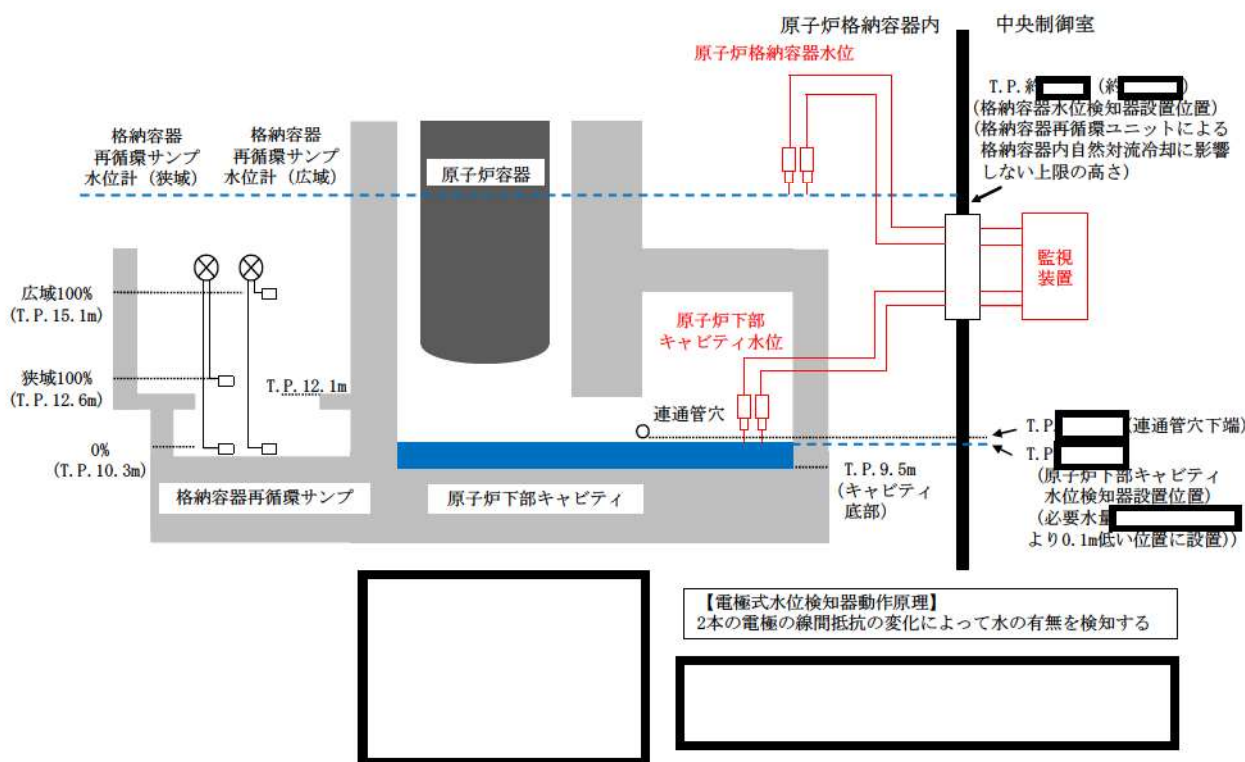 原子炉格納容器内
中央制御室
原子炉格納容器水位
T.P.約 (約 )
(格納容器水位検知器設置位置)
(格納容器再循環ユニットによる
格納容器内自然対流冷却に影響
しない上限の高さ)
格納容器
再循環サンプ
水位計(狭域)
格納容器
再循環サンプ
水位計(広域)
原子炉容器
広域100%
(T.P.15.1m)
狭域100%
(T.P.12.6m)
0%
(T.P.10.3m)
T.P.12.1m
監視
装置
原子炉下部
キャビティ水位
連通管穴
T.P. (連通管穴下端)
T.P.
(原子炉下部キャビティ
水位検知器設置位置)
(必要水量
より0.1m低い位置に設置))
T.P.9.5m
(キャビティ
底部)
格納容器再循環サンプ
原子炉下部キャビティ
【電極式水位検知器動作原理】
2本の電極の線間抵抗の変化によって水の有無を検知する